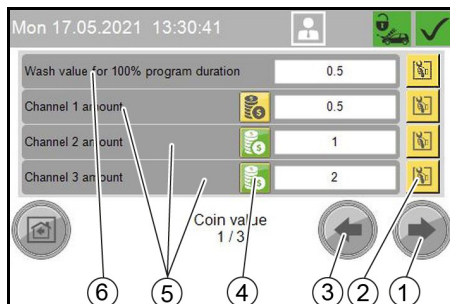 Mon 17.05.2021 13:30:41
Wash value for 100% program duration 0.5
Channel 1 amount 0.5
Channel 2 amount 1
Channel 3 amount 2
Coin value
1 / 3
6 5 4 3 2 1